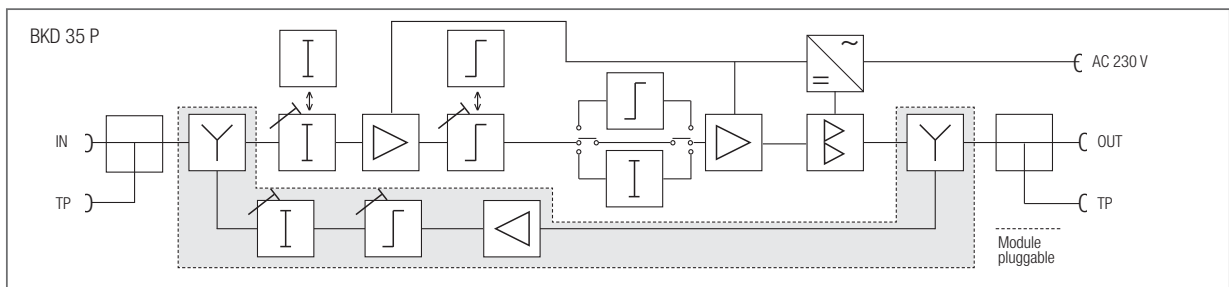 BKD 35 P
AC 230 V
IN
OUT
TP
TP
Module
pluggable